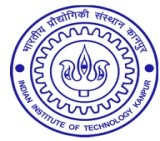 भारतीय प्रौद्योगिकी संस्थान कानपुर
INDIAN INSTITUTE OF TECHNOLOGY KANPUR